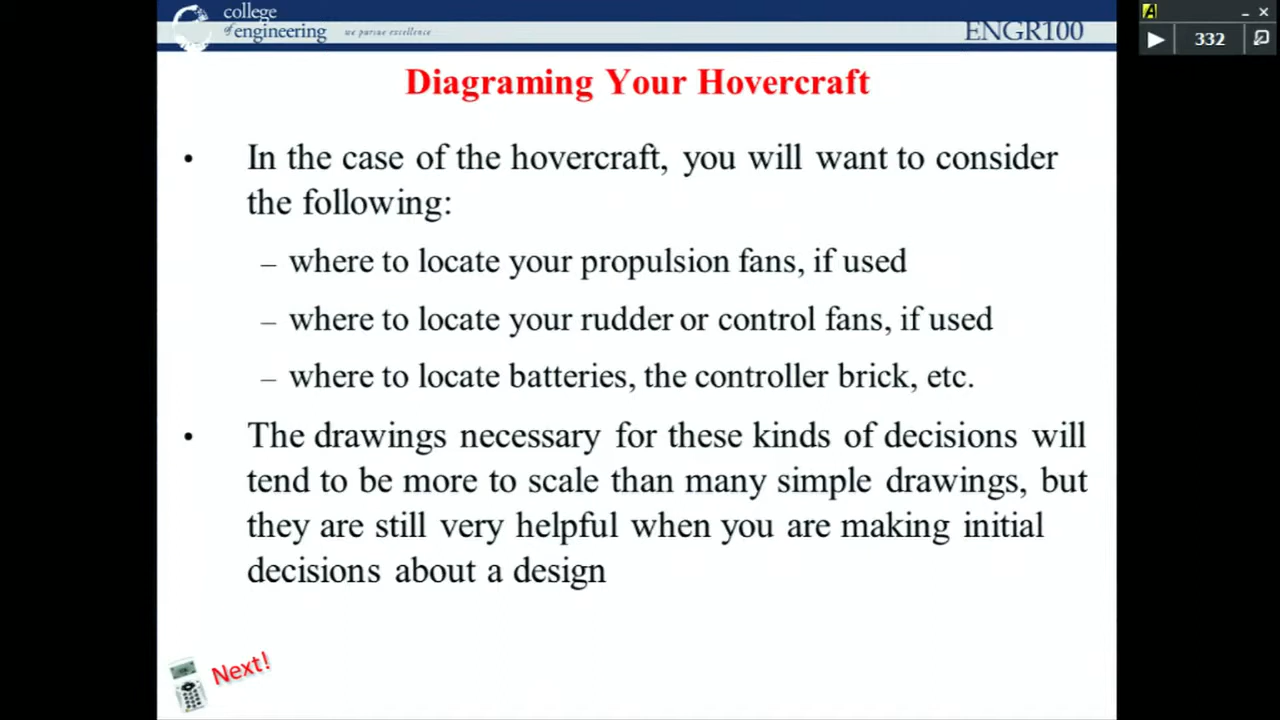 college
of engineering we pursue excellence
ENGR100
332
Diagraming Your Hovercraft
• In the case of the hovercraft, you will want to consider
the following:
– where to locate your propulsion fans, if used
– where to locate your rudder or control fans, if used
– where to locate batteries, the controller brick, etc.
• The drawings necessary for these kinds of decisions will
tend to be more to scale than many simple drawings, but
they are still very helpful when you are making initial
decisions about a design
Next!